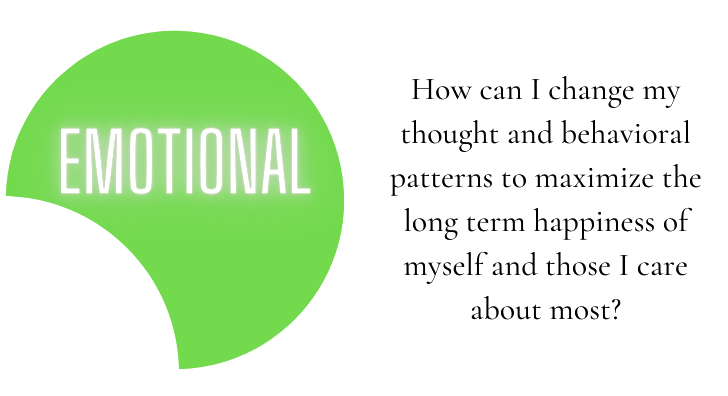 EMOTIONAL
How can I change my
thought and behavioral
patterns to maximize the
long term happiness of
myself and those I care
about most?